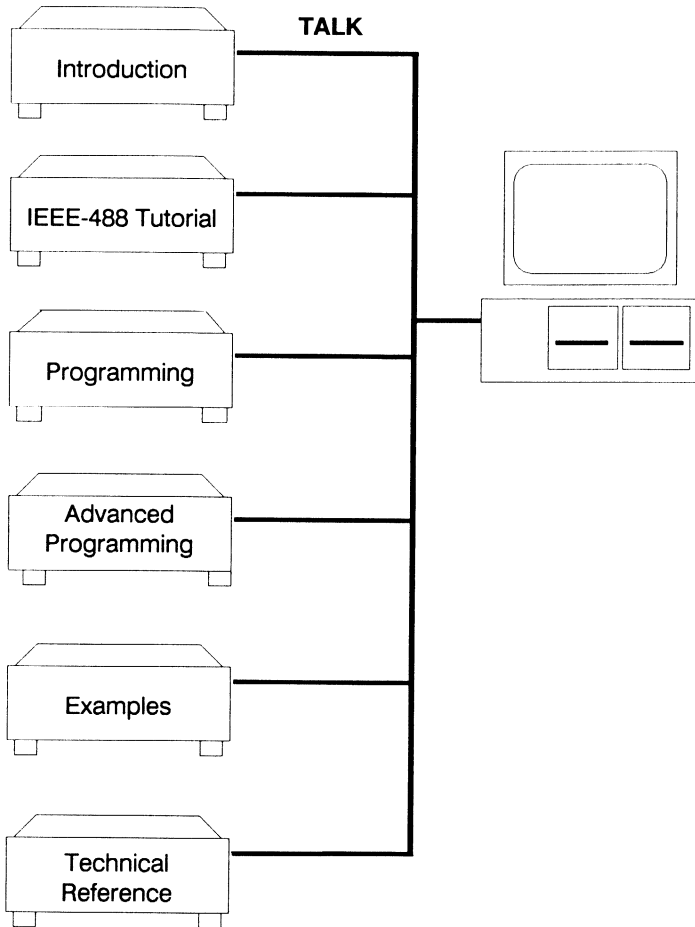 TALK
Introduction
IEEE-488 Tutorial
Programming
Advanced
Programming
Examples
Technical
Reference